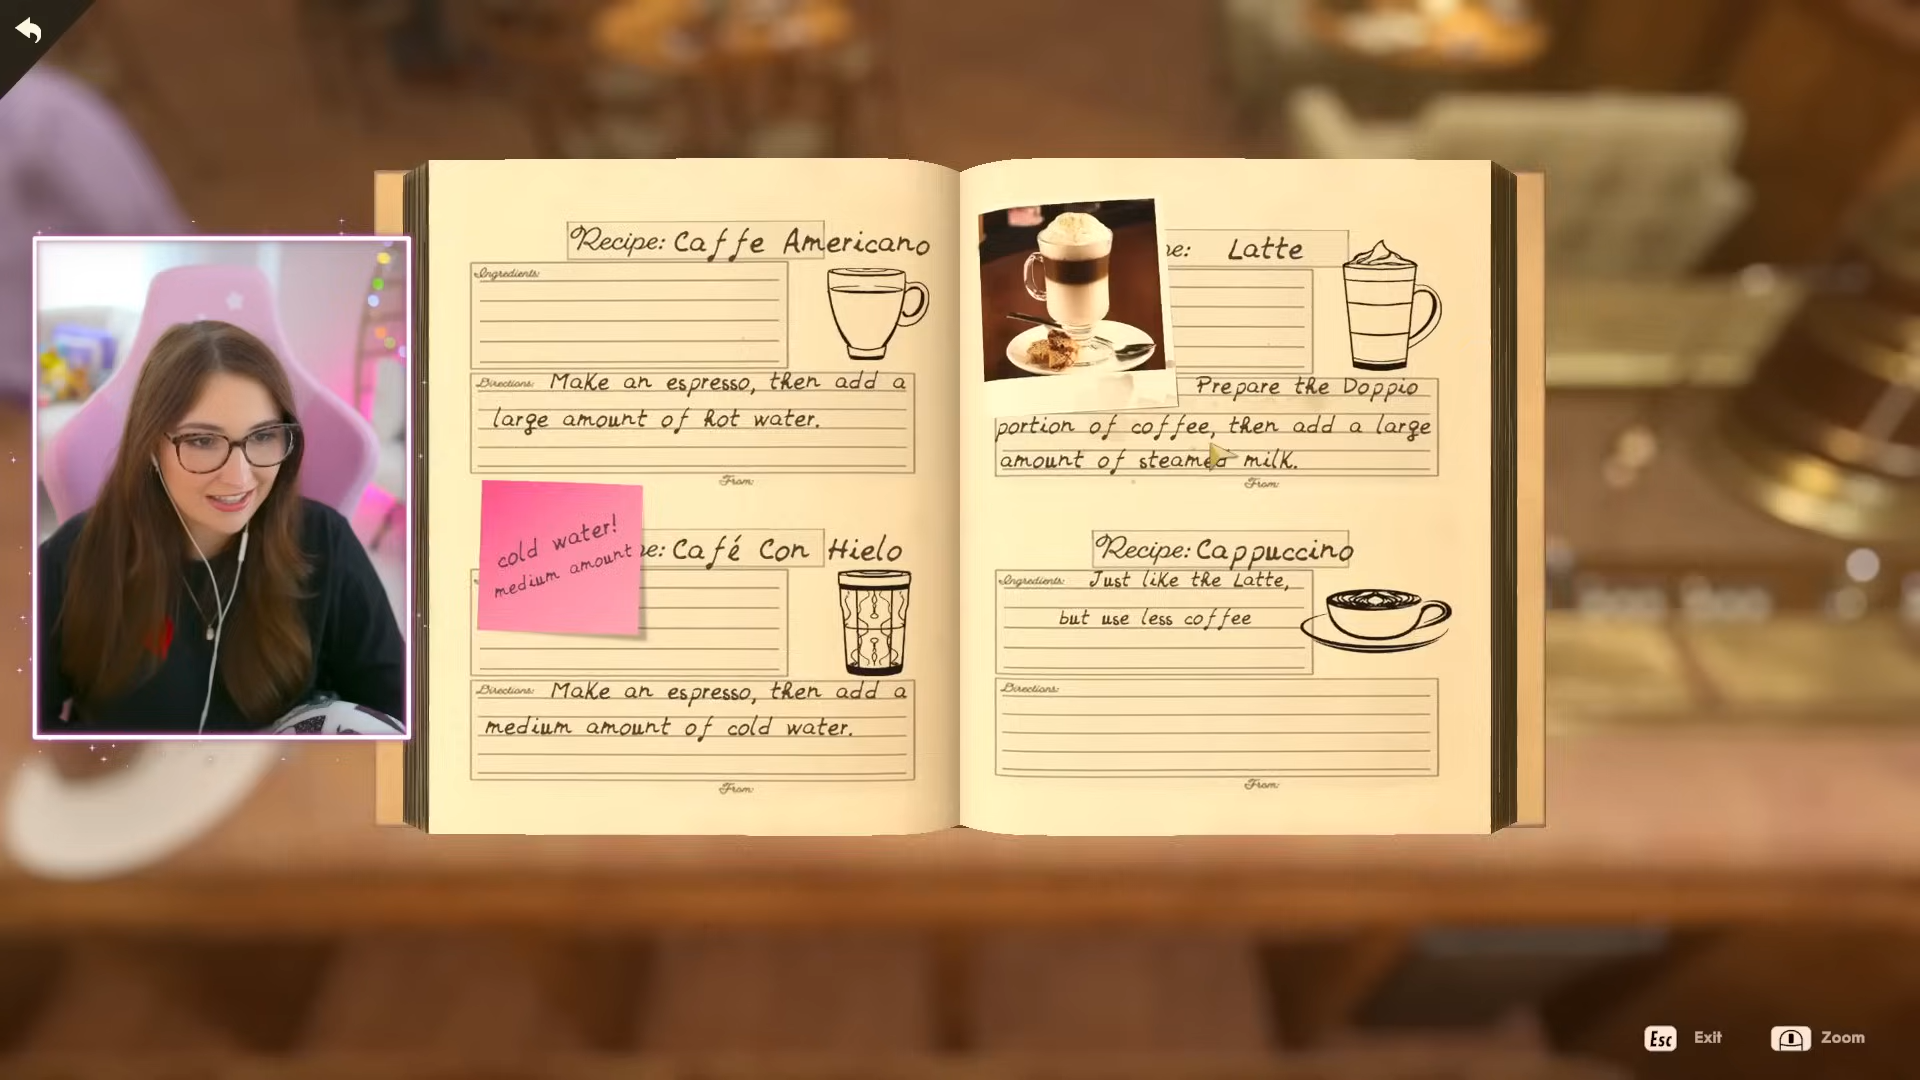 Recipe: Caffe Americano
Ingredients:
Directions: Make an espresso, then add a
large amount of hot water.
From:
cold water!
medium amount
Café Con Hielo
Directions: Make an espresso, then add a
medium amount of cold water.
From:
Latte
Prepare the Doppio
portion of coffee, then add a large
amount of steamed milk.
From:
Recipe: Cappuccino
Ingredients: Just like the Latte,
but use less coffee
Directions:
From:
Esc Exit
Zoom